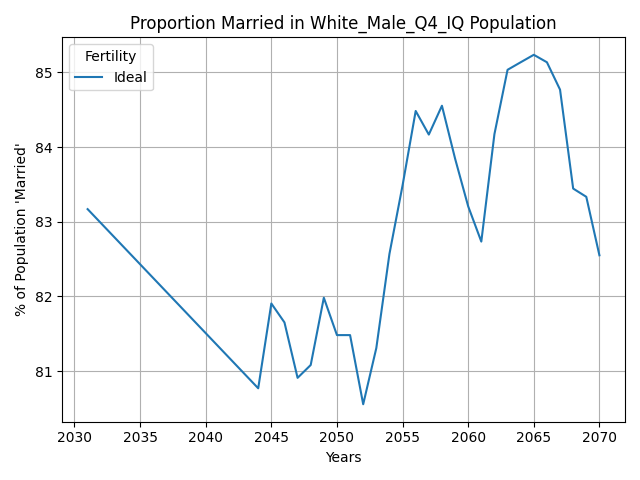 Proportion Married in White_Male_Q4_IQ Population
Fertility
Ideal
% of Population 'Married'
85
84
83
82
81
2030 2035 2040 2045 2050 2055 2060 2065 2070
Years